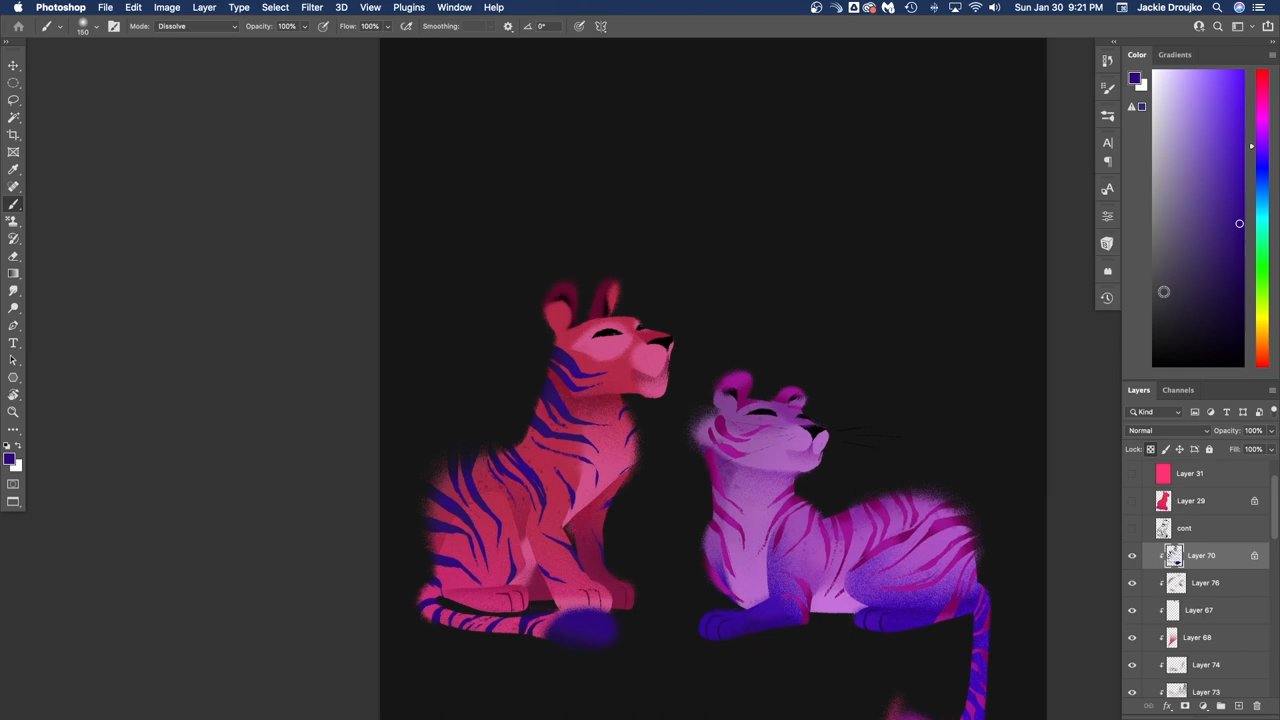 Photoshop File Edit Image Layer Type Select Filter 3D View Plugins Window Help Sun Jan 30 9:21 PM Jackie Droujko
150 Mode: Dissolve Opacity: 100% Flow: 100% Smoothing: 0°
Color Gradients
Layers Channels
Kind
Normal Opacity: 100%
Lock: Fill: 100%
Layer 31
Layer 29
cont
Layer 70
Layer 76
Layer 67
Layer 68
Layer 74
Layer 73